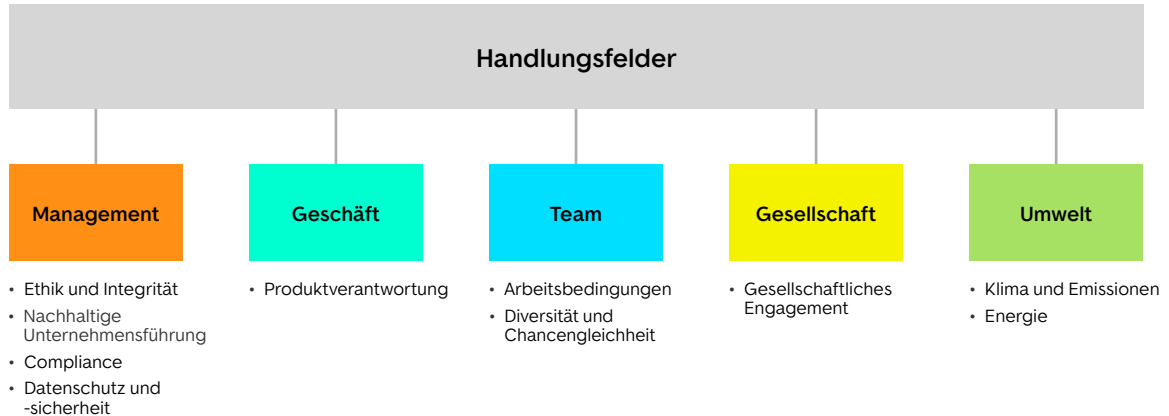 Handlungsfelder
Management
• Ethik und Integrität
• Nachhaltige
Unternehmensführung
• Compliance
• Datenschutz und
-sicherheit
Geschäft
• Produktverantwortung
Team
• Arbeitsbedingungen
• Diversität und
Chancengleichheit
Gesellschaft
• Gesellschaftliches
Engagement
Umwelt
• Klima und Emissionen
• Energie